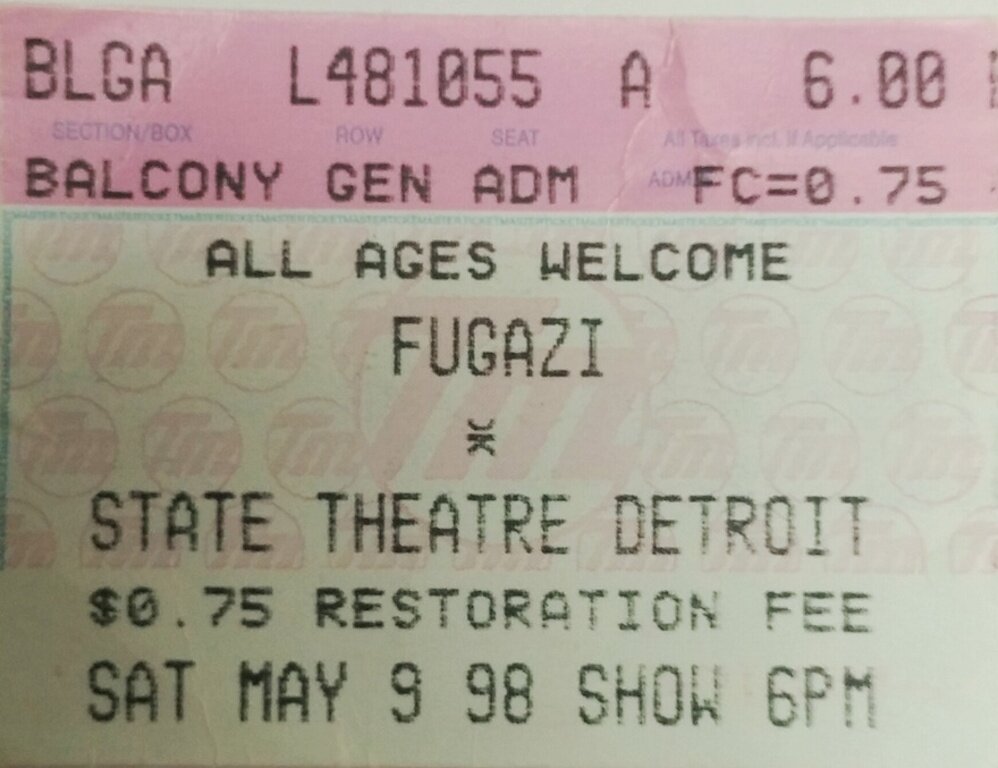 BLGA L481055 A 6.00
SECTION/BOX ROW SEAT All Taxes incl. if Applicable
BALCONY GEN ADM FC=0.75
ALL AGES WELCOME
FUGAZI
*
STATE THEATRE DETROIT
$0.75 RESTORATION FEE
SAT MAY 9 98 SHOW 6PM